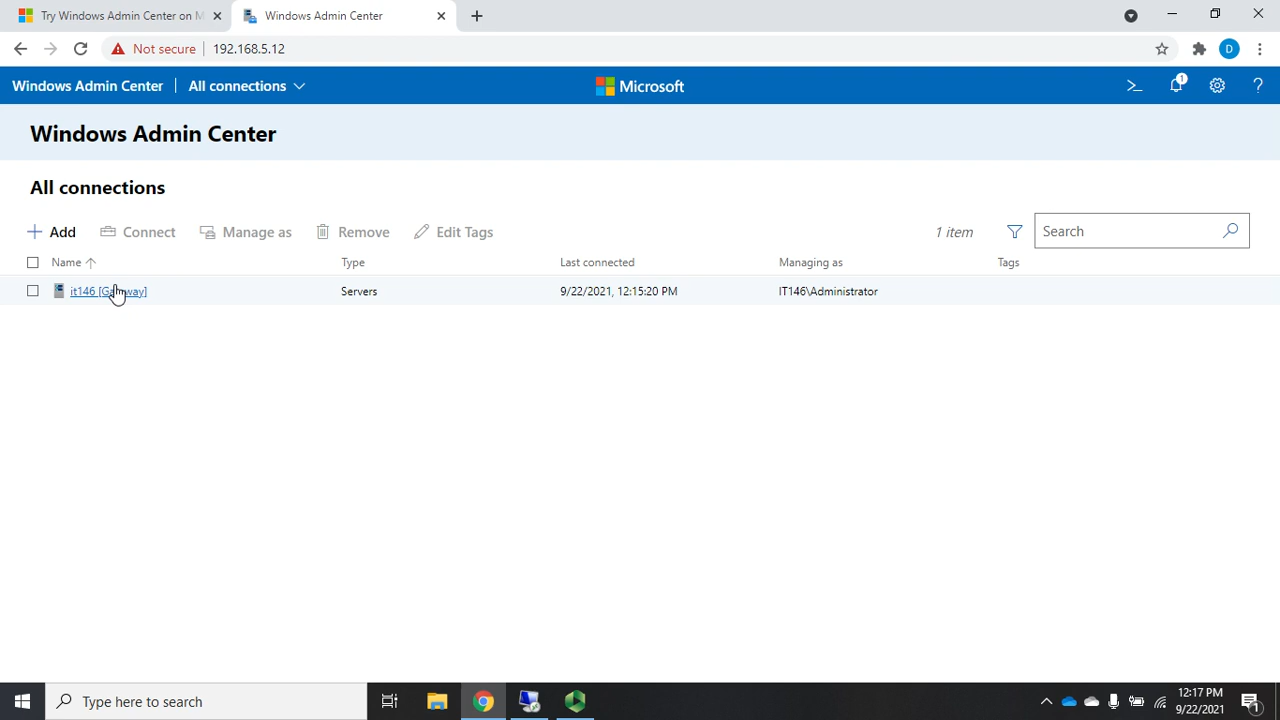 Try Windows Admin Center on M
Windows Admin Center
Not secure 192.168.5.12
D
Windows Admin Center All connections Microsoft >_ 1 ?
Windows Admin Center
All connections
Add Connect Manage as Remove Edit Tags 1 item Search
Name Type Last connected Managing as Tags
it146 [Gateway] Servers 9/22/2021, 12:15:20 PM IT146\Administrator
Type here to search
12:17 PM
9/22/2021
1